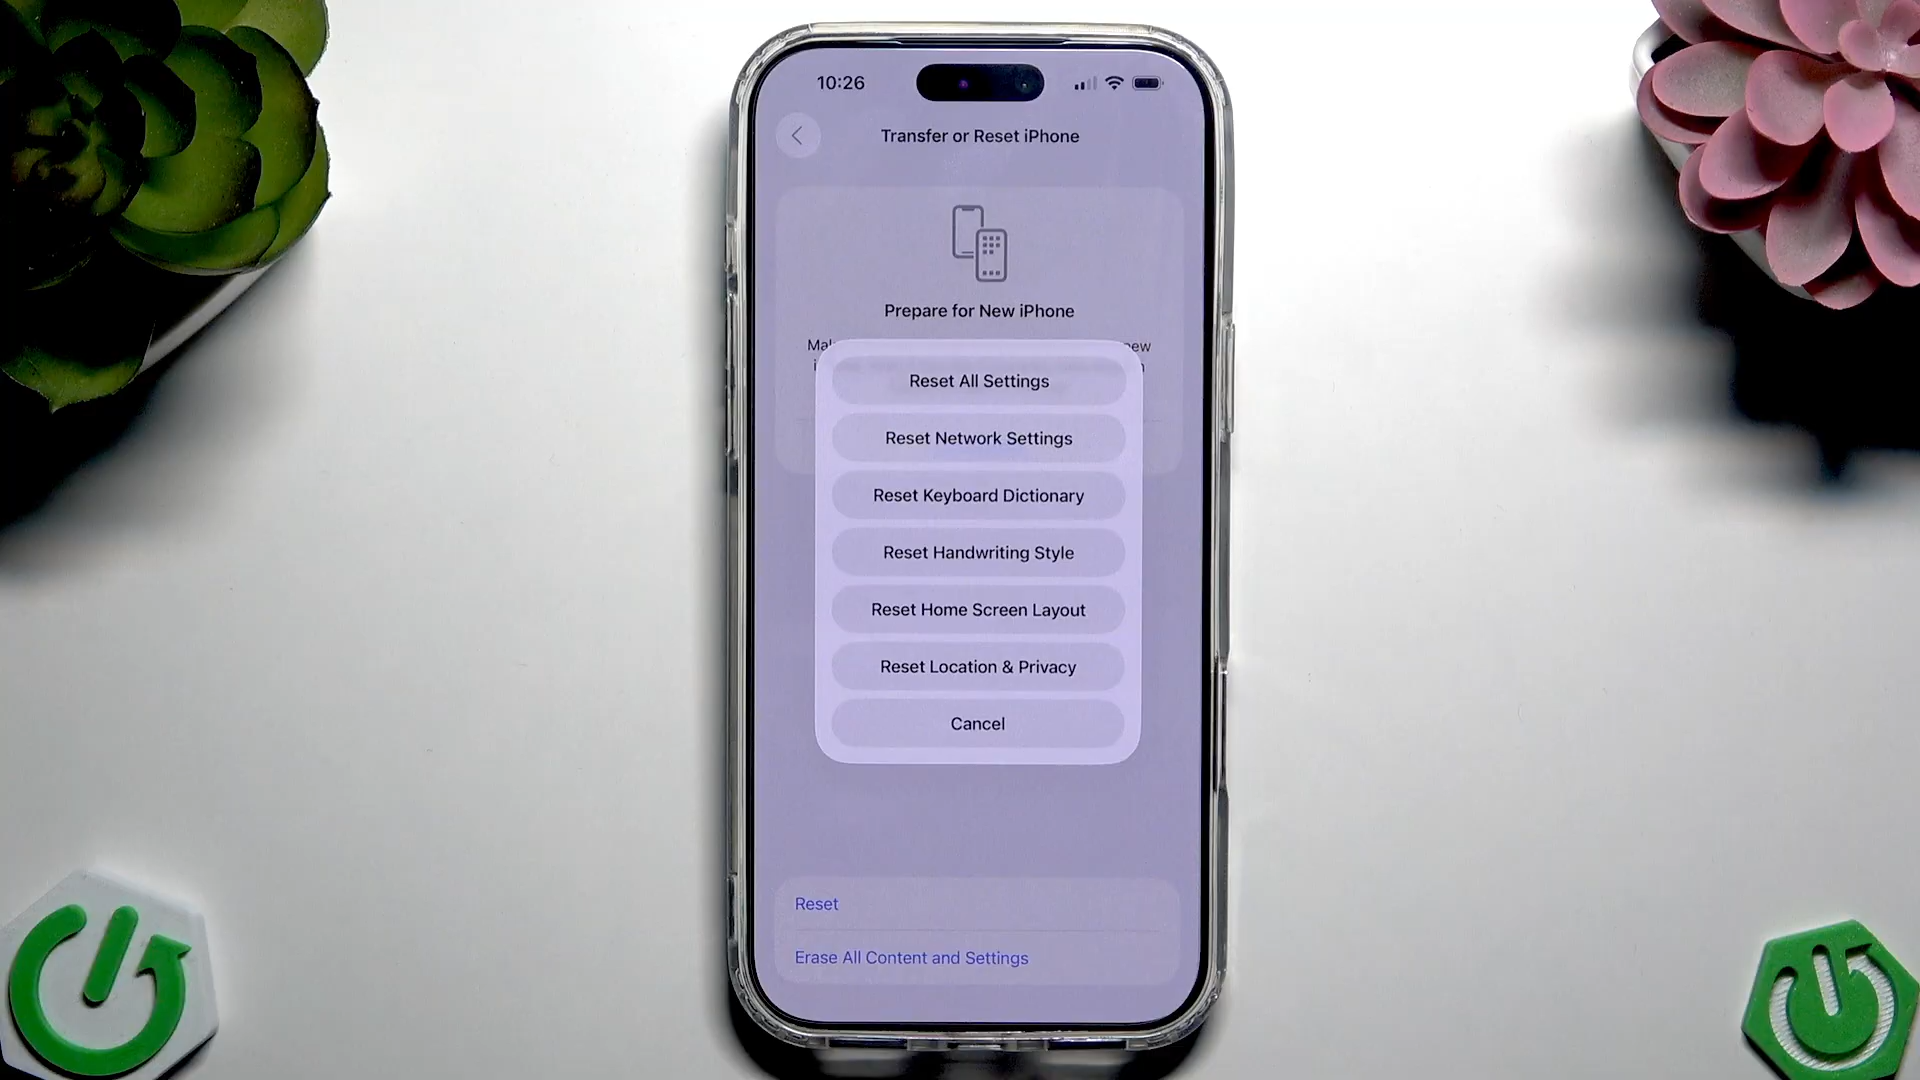 10:26
Transfer or Reset iPhone
Prepare for New iPhone
Reset All Settings
Reset Network Settings
Reset Keyboard Dictionary
Reset Handwriting Style
Reset Home Screen Layout
Reset Location & Privacy
Cancel
Reset
Erase All Content and Settings